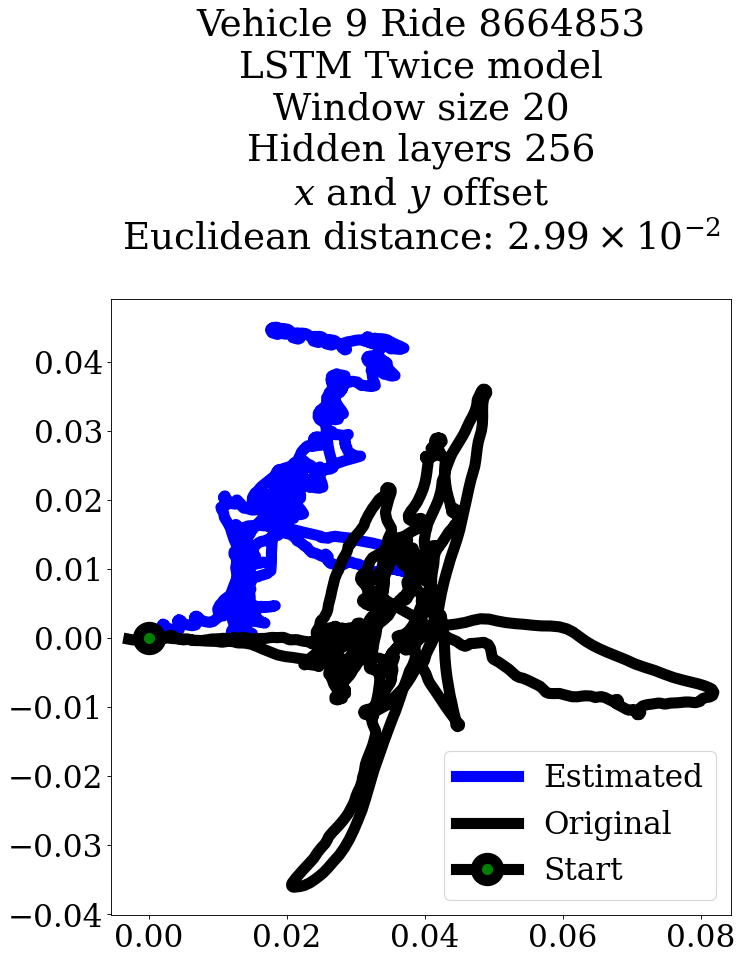 Vehicle 9 Ride 8664853
LSTM Twice model
Window size 20
Hidden layers 256
x and y offset
Euclidean distance: 2.99 × 10⁻²
0.04
0.03
0.02
0.01
0.00
−0.01
−0.02
−0.03
−0.04
Estimated
Original
Start
0.00 0.02 0.04 0.06 0.08